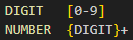 DIGIT [0-9]
NUMBER {DIGIT}+